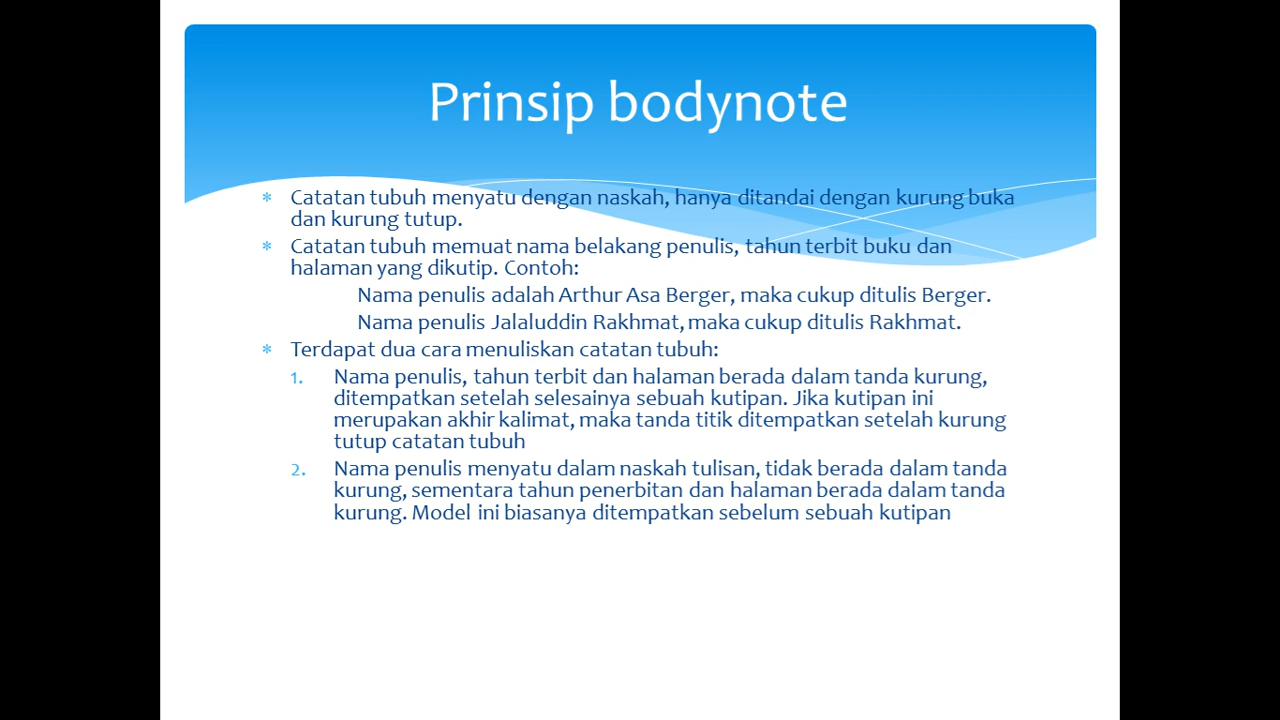 Prinsip bodynote
* Catatan tubuh menyatu dengan naskah, hanya ditandai dengan kurung buka
dan kurung tutup.
* Catatan tubuh memuat nama belakang penulis, tahun terbit buku dan
halaman yang dikutip. Contoh:
Nama penulis adalah Arthur Asa Berger, maka cukup ditulis Berger.
Nama penulis Jalaluddin Rakhmat, maka cukup ditulis Rakhmat.
* Terdapat dua cara menuliskan catatan tubuh:
1. Nama penulis, tahun terbit dan halaman berada dalam tanda kurung,
ditempatkan setelah selesainya sebuah kutipan. Jika kutipan ini
merupakan akhir kalimat, maka tanda titik ditempatkan setelah kurung
tutup catatan tubuh
2. Nama penulis menyatu dalam naskah tulisan, tidak berada dalam tanda
kurung, sementara tahun penerbitan dan halaman berada dalam tanda
kurung. Model ini biasanya ditempatkan sebelum sebuah kutipan